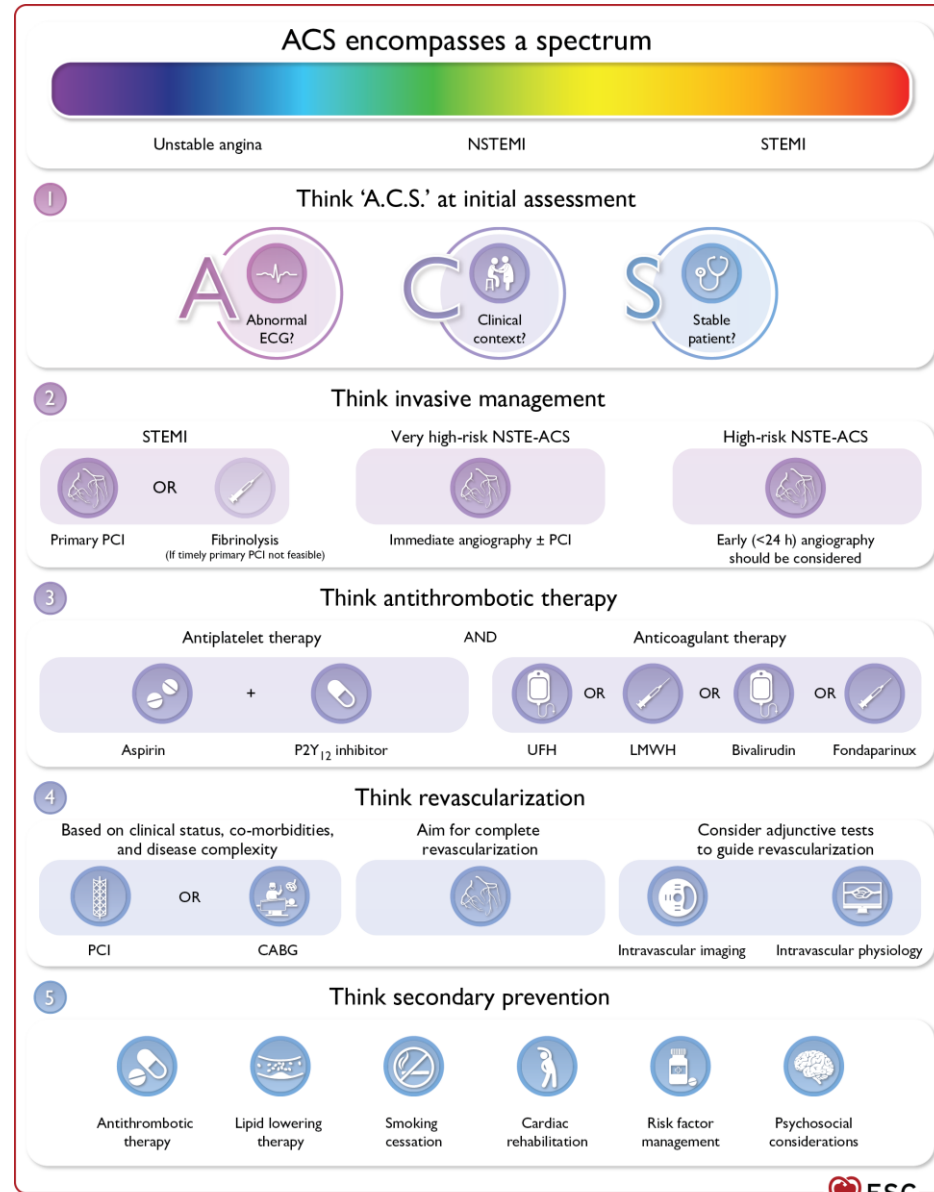 ACS encompasses a spectrum
Unstable angina
NSTEMI
STEMI
1
Think ‘A.C.S.’ at initial assessment
A
Abnormal
ECG?
C
Clinical
context?
S
Stable
patient?
2
Think invasive management
STEMI
OR
Primary PCI
Fibrinolysis
(If timely primary PCI not feasible)
Very high-risk NSTE-ACS
Immediate angiography ± PCI
High-risk NSTE-ACS
Early (<24 h) angiography
should be considered
3
Think antithrombotic therapy
Antiplatelet therapy
AND
Anticoagulant therapy
+
OR
OR
OR
Aspirin
P2Y12 inhibitor
UFH
LMWH
Bivalirudin
Fondaparinux
4
Think revascularization
Based on clinical status, co-morbidities,
and disease complexity
OR
PCI
CABG
Aim for complete
revascularization
Consider adjunctive tests
to guide revascularization
Intravascular imaging
Intravascular physiology
5
Think secondary prevention
Antithrombotic
therapy
Lipid lowering
therapy
Smoking
cessation
Cardiac
rehabilitation
Risk factor
management
Psychosocial
considerations
ESC